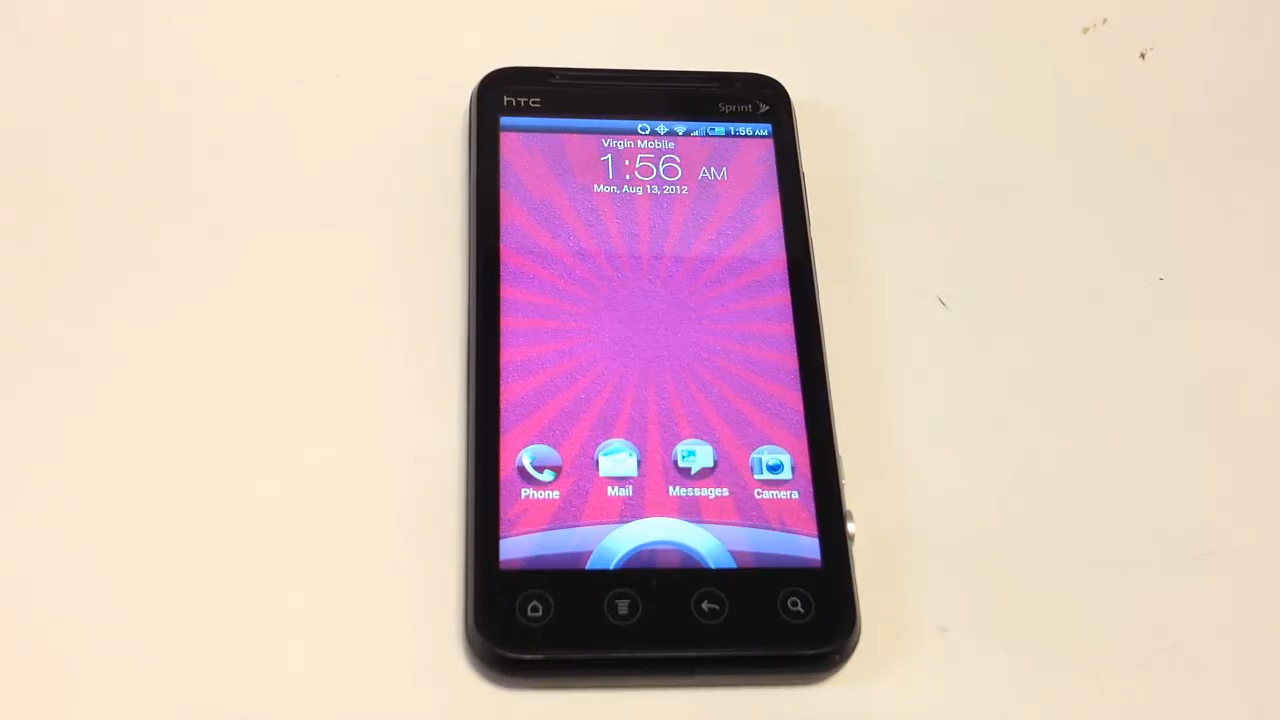 hTC
Sprint
1:56 AM
Virgin Mobile
1:56 AM
Mon, Aug 13, 2012
Phone
Mail
Messages
Camera